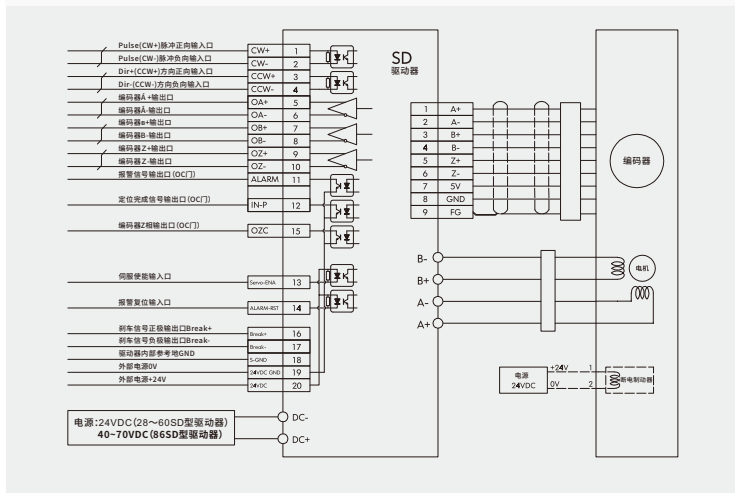 Pulse(CW+)脉冲正向输入口 CW+ 1
Pulse(CW-)脉冲负向输入口 CW- 2
Dir+(CCW+)方向正向输入口 CCW+ 3
Dir-(CCW-)方向负向输入口 CCW- 4
编码器A+输出口 OA+ 5
编码器A-输出口 OA- 6
编码器B+输出口 OB+ 7
编码器B-输出口 OB- 8
编码器Z+输出口 OZ+ 9
编码器Z-输出口 OZ- 10
报警信号输出口(OC门) ALARM 11
定位完成信号输出口(OC门) IN-P 12
编码器Z相输出口(OC门) OZC 15
伺服使能输入口 Servo-ENA 13
报警复位输入口 ALARM-RST 14
刹车信号正极输出口Break+ Break+ 16
刹车信号负极输出口Break- Break- 17
驱动器内部参考地GND S-GND 18
外部电源0V 24VDC GND 19
外部电源+24V 24VDC 20
电源:24VDC(28～60SD型驱动器)
40~70VDC(86SD型驱动器)
DC-
DC+
SD
驱动器
1 A+
2 A-
3 B+
4 B-
5 Z+
6 Z-
7 5V
8 GND
9 FG
B-
B+
A-
A+
编码器
电机
电源
24VDC
+24V 1
0V 2
断电制动器